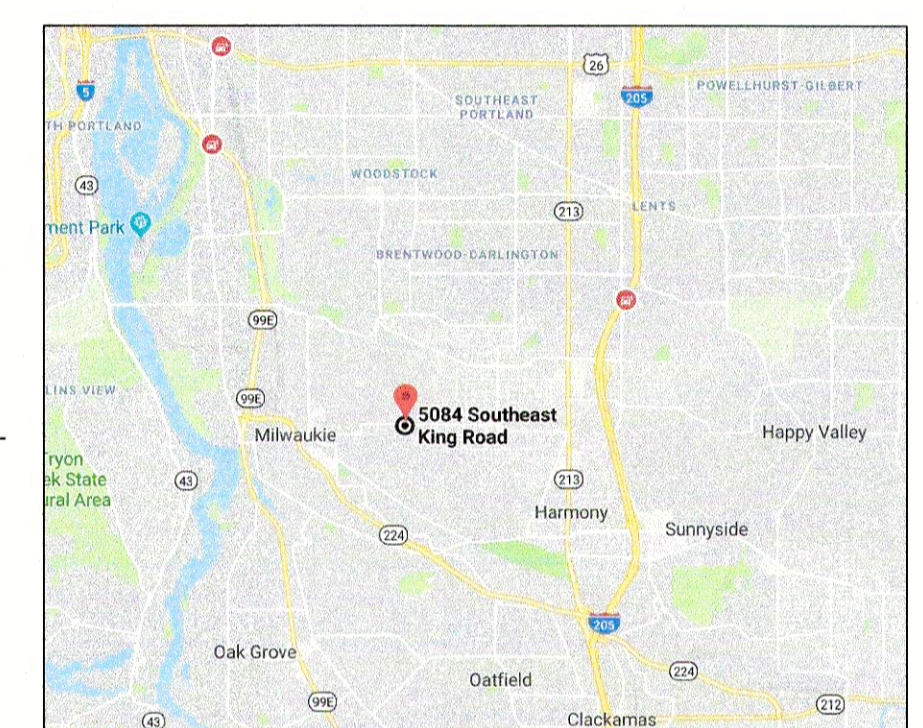 26
5
205
POWELLHURST-GILBERT
SOUTHEAST
PORTLAND
TH PORTLAND
WOODSTOCK
43
213
LENTS
ment Park
BRENTWOOD-DARLINGTON
99E
LINS VIEW
99E
5084 Southeast
King Road
Milwaukie
Happy Valley
Tryon
ek State
ural Area
43
213
Harmony
Sunnyside
224
205
Oak Grove
224
Oatfield
99E
212
43
Clackamas